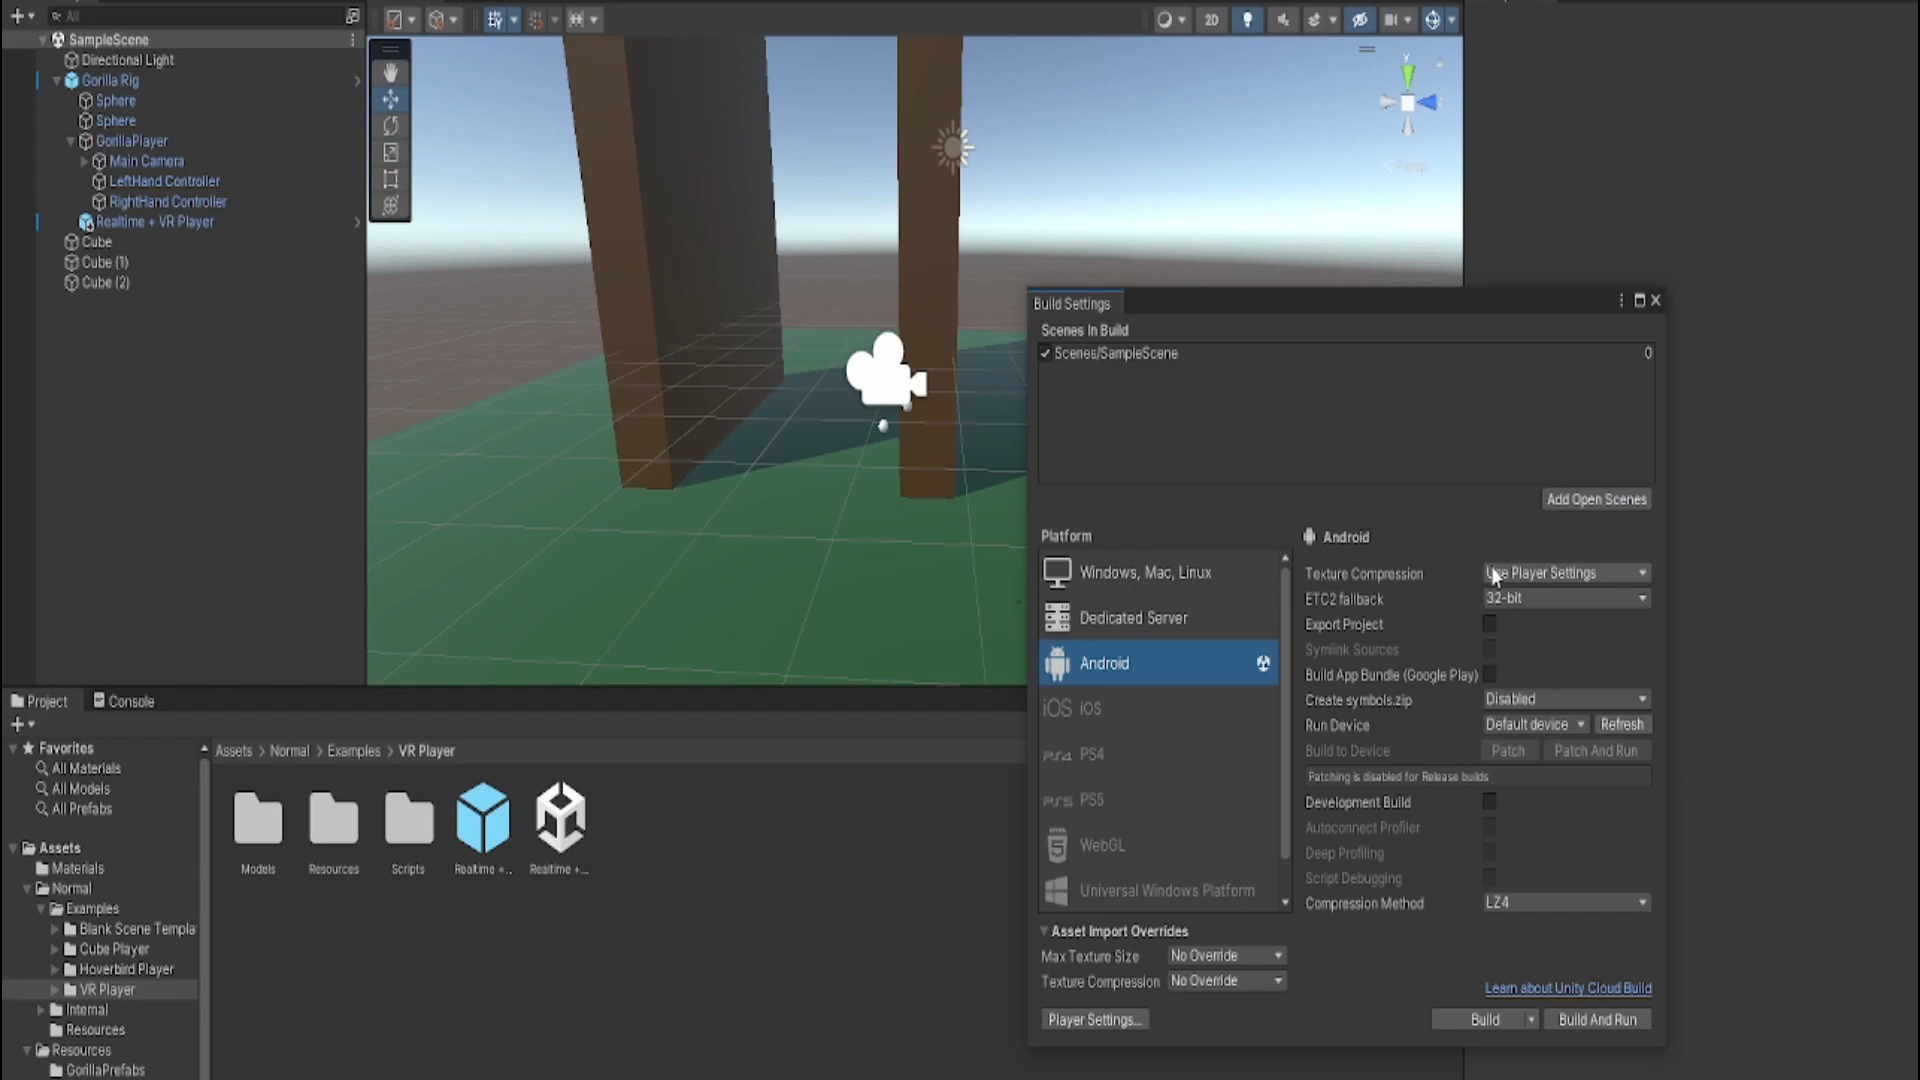 All
2D
SampleScene
Directional Light
Gorilla Rig
Sphere
Sphere
GorillaPlayer
Main Camera
LeftHand Controller
RightHand Controller
Realtime + VR Player
Cube
Cube (1)
Cube (2)
y
Persp
Build Settings
Scenes In Build
Scenes/SampleScene 0
Add Open Scenes
Platform
Windows, Mac, Linux
Dedicated Server
Android
iOS iOS
PS4 PS4
PS5 PS5
WebGL
Universal Windows Platform
Android
Texture Compression Use Player Settings
ETC2 fallback 32-bit
Export Project
Symlink Sources
Build App Bundle (Google Play)
Create symbols.zip Disabled
Run Device Default device Refresh
Build to Device Patch Patch And Run
Patching is disabled for Release builds
Development Build
Autoconnect Profiler
Deep Profiling
Script Debugging
Compression Method LZ4
Asset Import Overrides
Max Texture Size No Override
Texture Compression No Override
Learn about Unity Cloud Build
Player Settings... Build Build And Run
Project Console
Favorites
All Materials
All Models
All Prefabs
Assets
Materials
Normal
Examples
Blank Scene Templa
Cube Player
Hoverbird Player
VR Player
Internal
Resources
Resources
GorillaPrefabs
Assets > Normal > Examples > VR Player
Models Resources Scripts Realtime +... Realtime +...